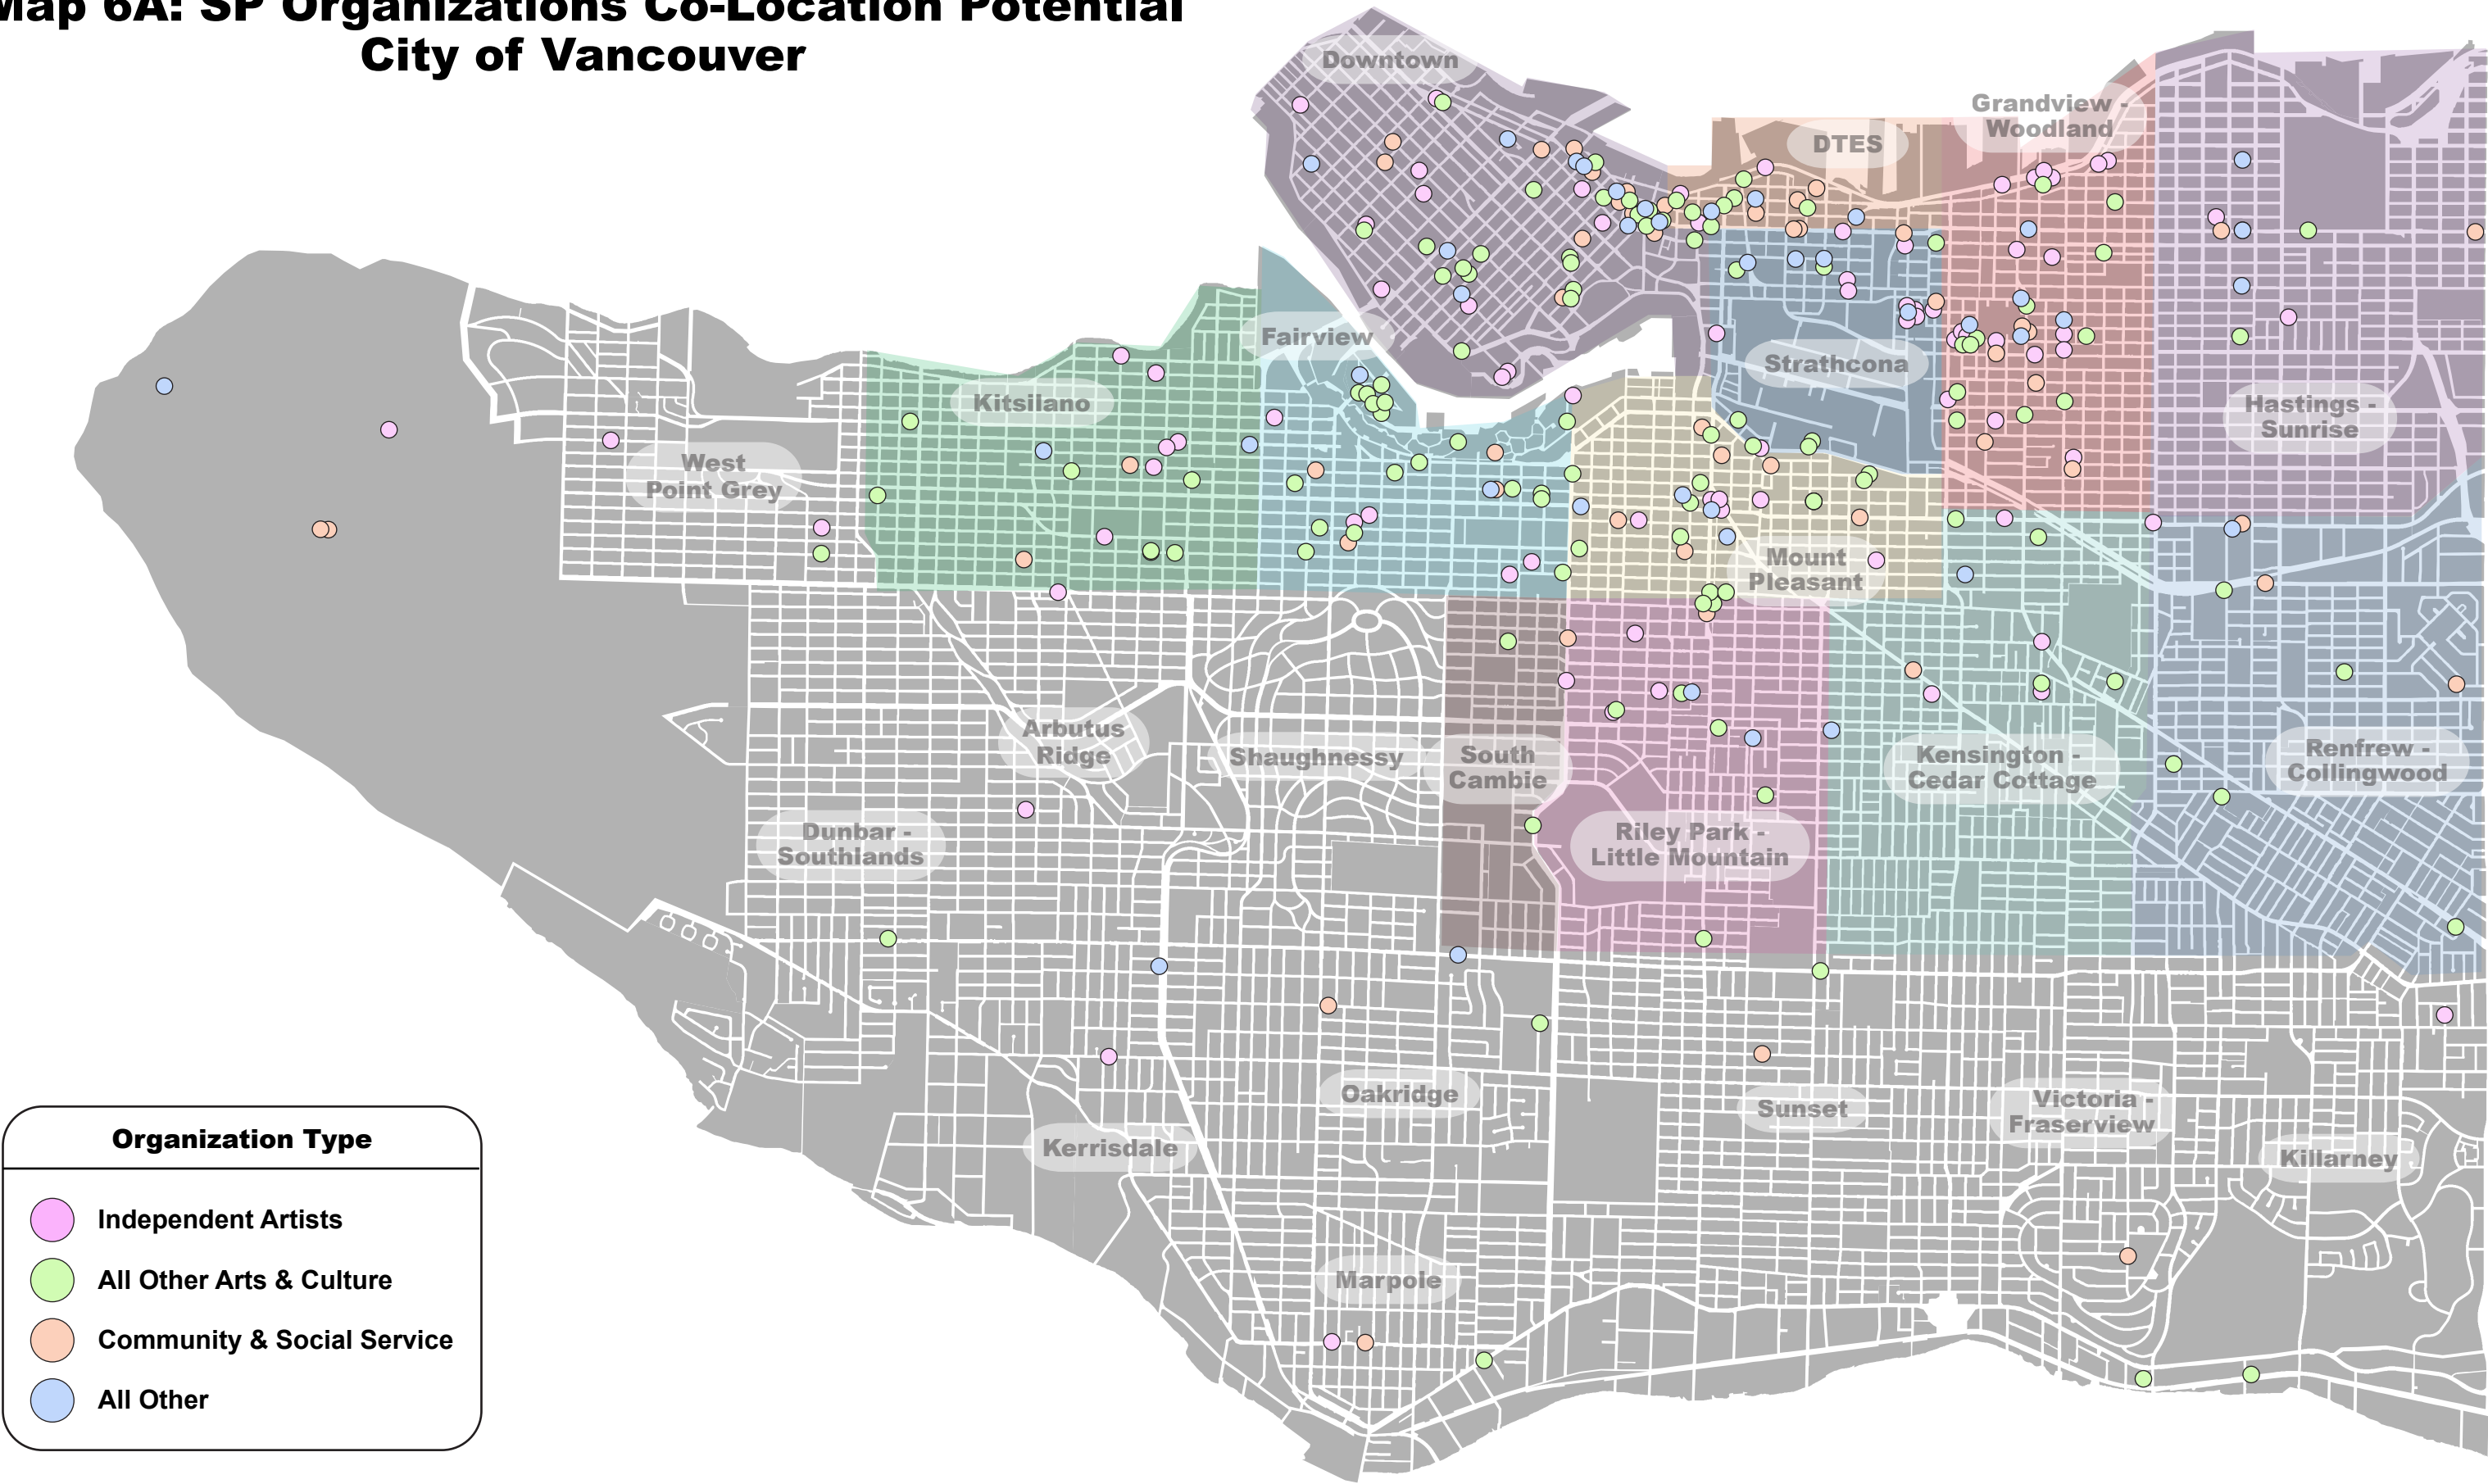 Map 6A: SP Organizations Co-Location Potential
City of Vancouver
Downtown
Grandview -
Woodland
DTES
Fairview
Strathcona
Kitsilano
Hastings -
Sunrise
West
Point Grey
Mount
Pleasant
Arbutus
Ridge
Shaughnessy
South
Cambie
Kensington -
Cedar Cottage
Renfrew -
Collingwood
Dunbar -
Southlands
Riley Park -
Little Mountain
Oakridge
Sunset
Victoria -
Fraserview
Kerrisdale
Killarney
Marpole
Organization Type
Independent Artists
All Other Arts & Culture
Community & Social Service
All Other